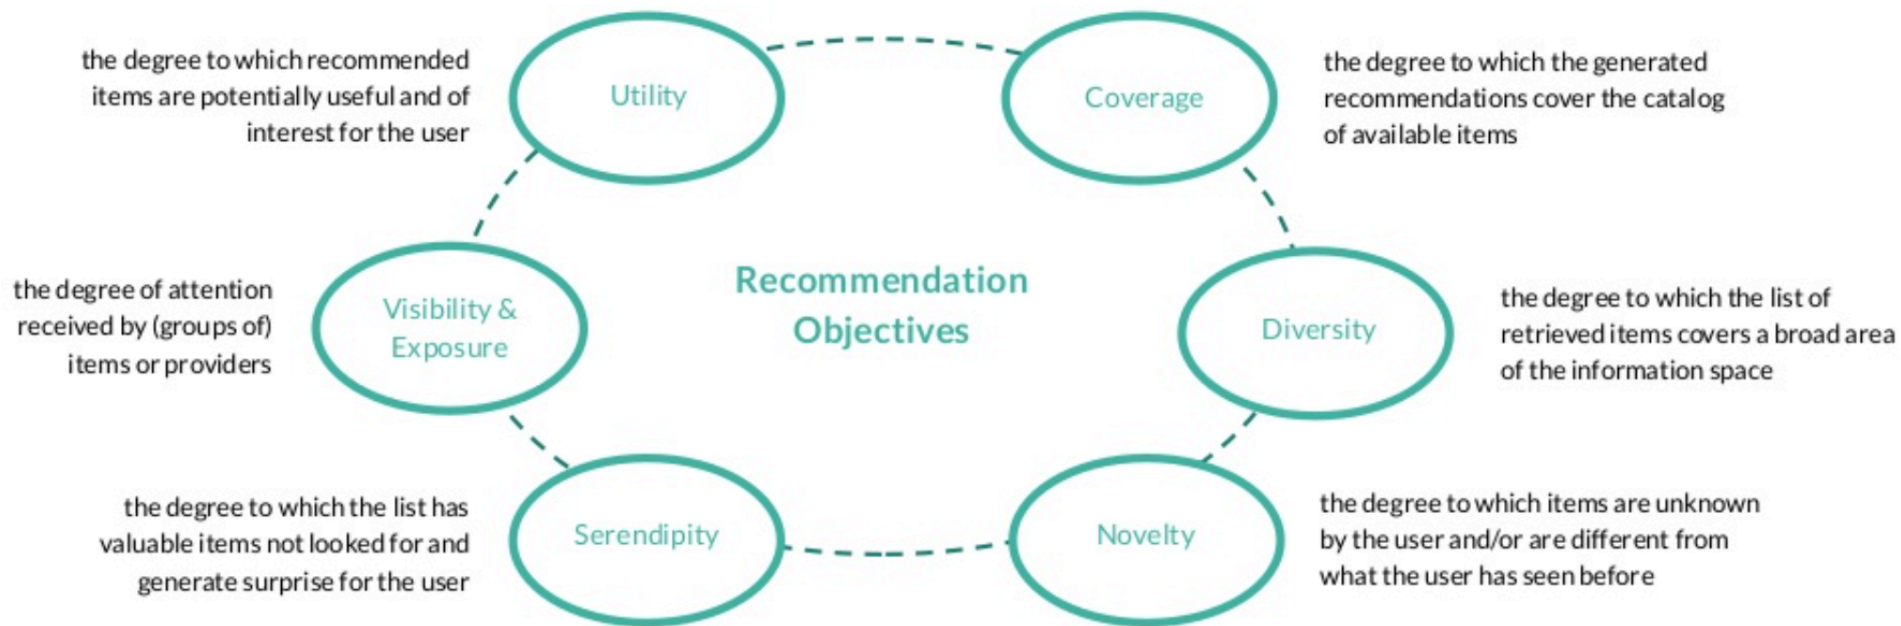 the degree to which recommended
items are potentially useful and of
interest for the user
Utility
Coverage
the degree to which the generated
recommendations cover the catalog
of available items
the degree of attention
received by (groups of)
items or providers
Visibility &
Exposure
Recommendation
Objectives
Diversity
the degree to which the list of
retrieved items covers a broad area
of the information space
the degree to which the list has
valuable items not looked for and
generate surprise for the user
Serendipity
Novelty
the degree to which items are unknown
by the user and/or are different from
what the user has seen before